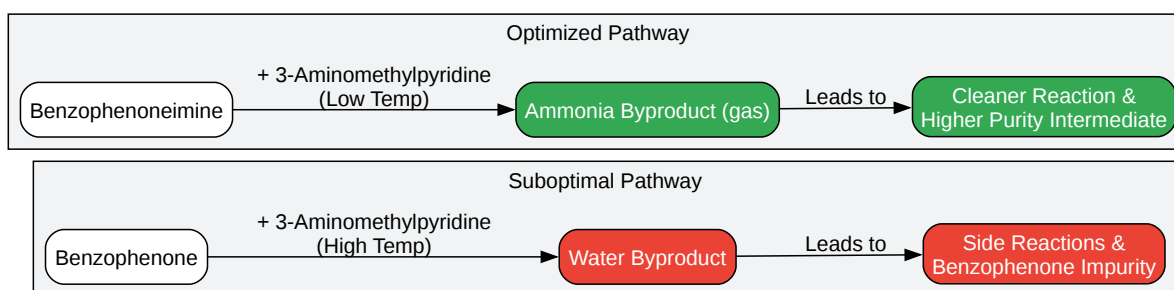 Optimized Pathway
+ 3-Aminomethylpyridine
(Low Temp)
Benzophenoneimine
Ammonia Byproduct (gas)
Leads to
Cleaner Reaction &
Higher Purity Intermediate
Suboptimal Pathway
+ 3-Aminomethylpyridine
(High Temp)
Benzophenone
Water Byproduct
Leads to
Side Reactions &
Benzophenone Impurity